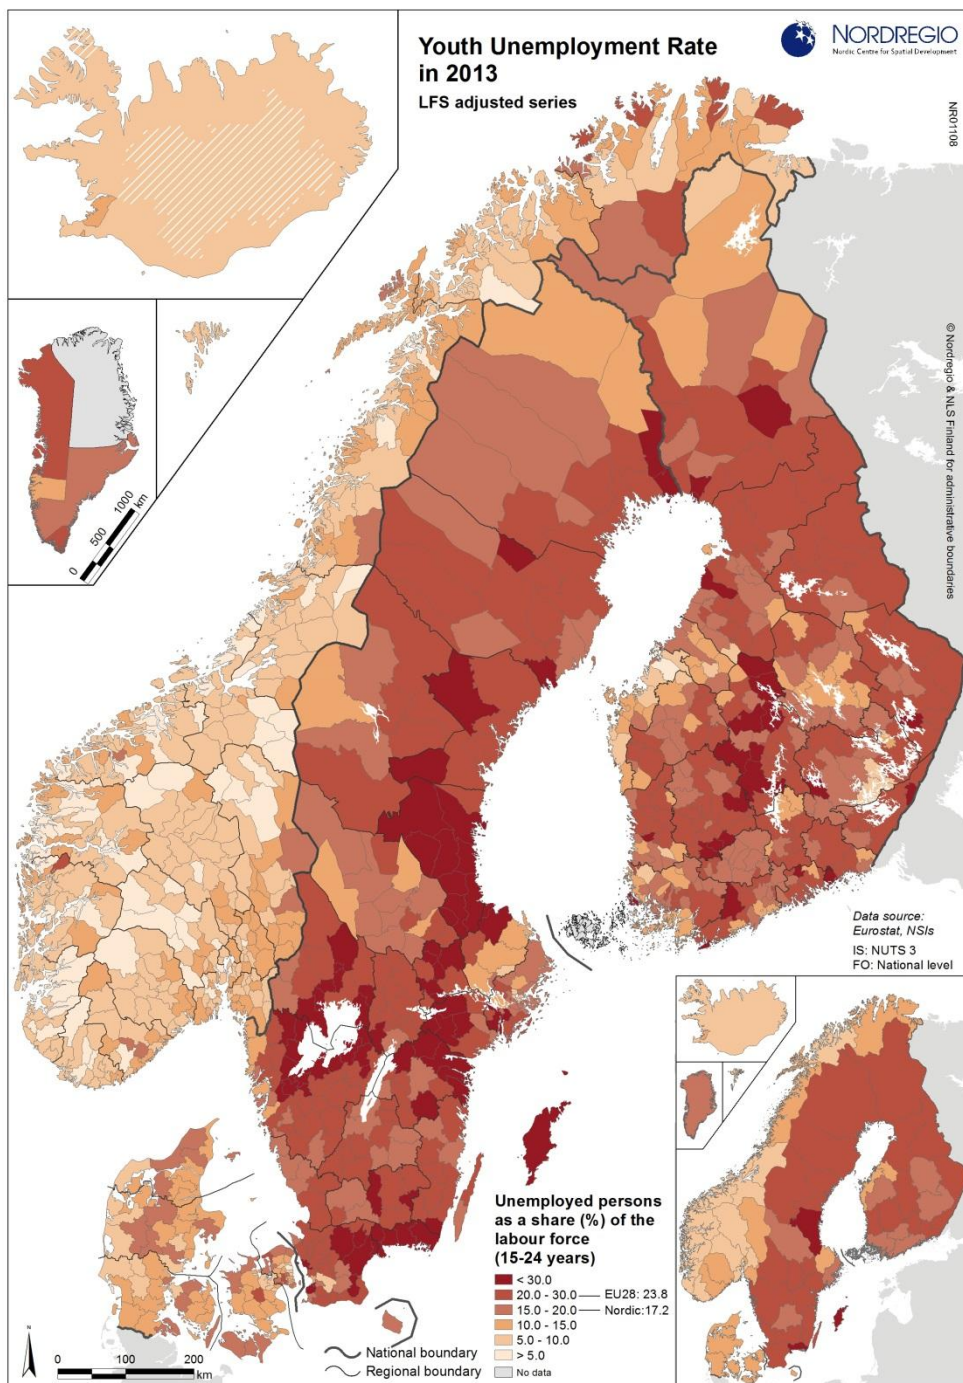 Youth Unemployment Rate
in 2013
LFS adjusted series
NORDREGIO
Nordic Centre for Spatial Development
NR01108
© Nordregio & NLS Finland for administrative boundaries
0 500 1000
km
Data source:
Eurostat, NSIs
IS: NUTS 3
FO: National level
Unemployed persons
as a share (%) of the
labour force
(15-24 years)
< 30.0
20.0 - 30.0 EU28: 23.8
15.0 - 20.0 Nordic:17.2
10.0 - 15.0
5.0 - 10.0
> 5.0
No data
National boundary
Regional boundary
N
0 100 200
km